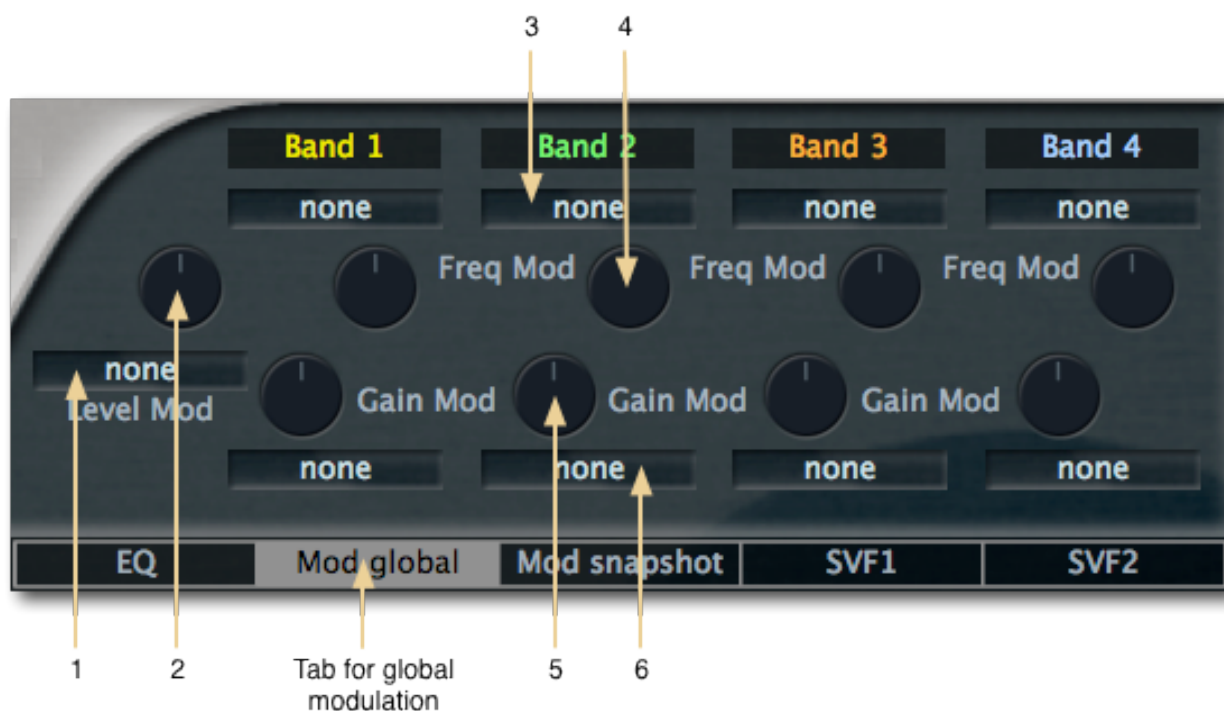 3 4
Band 1 Band 2 Band 3 Band 4
none none none none
Freq Mod Freq Mod Freq Mod
none
Level Mod Gain Mod Gain Mod Gain Mod
none none none none
EQ Mod global Mod snapshot SVF1 SVF2
1 2 Tab for global 5 6
modulation